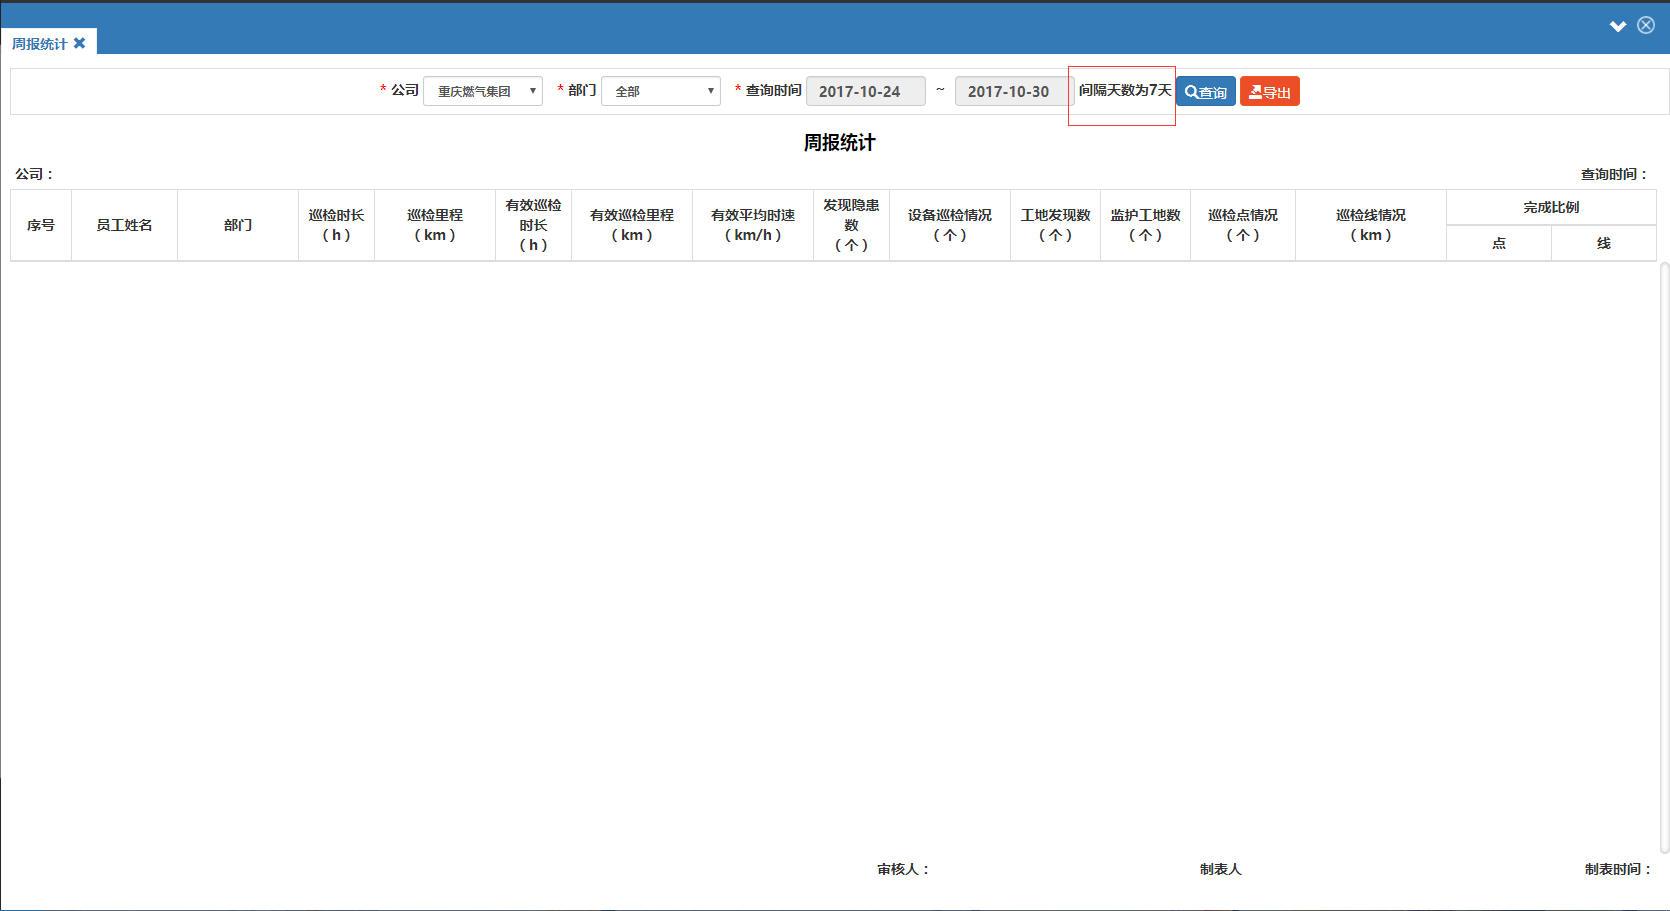 周报统计
* 公司 重庆燃气集团 * 部门 全部 * 查询时间 2017-10-24 ~ 2017-10-30 间隔天数为7天 查询 导出
周报统计
公司：
查询时间：
序号
员工姓名
部门
巡检时长
（h）
巡检里程
（km）
有效巡检
时长
（h）
有效巡检里程
（km）
有效平均时速
（km/h）
发现隐患
数
（个）
设备巡检情况
（个）
工地发现数
（个）
监护工地数
（个）
巡检点情况
（个）
巡检线情况
（km）
完成比例
点
线
审核人：
制表人
制表时间：